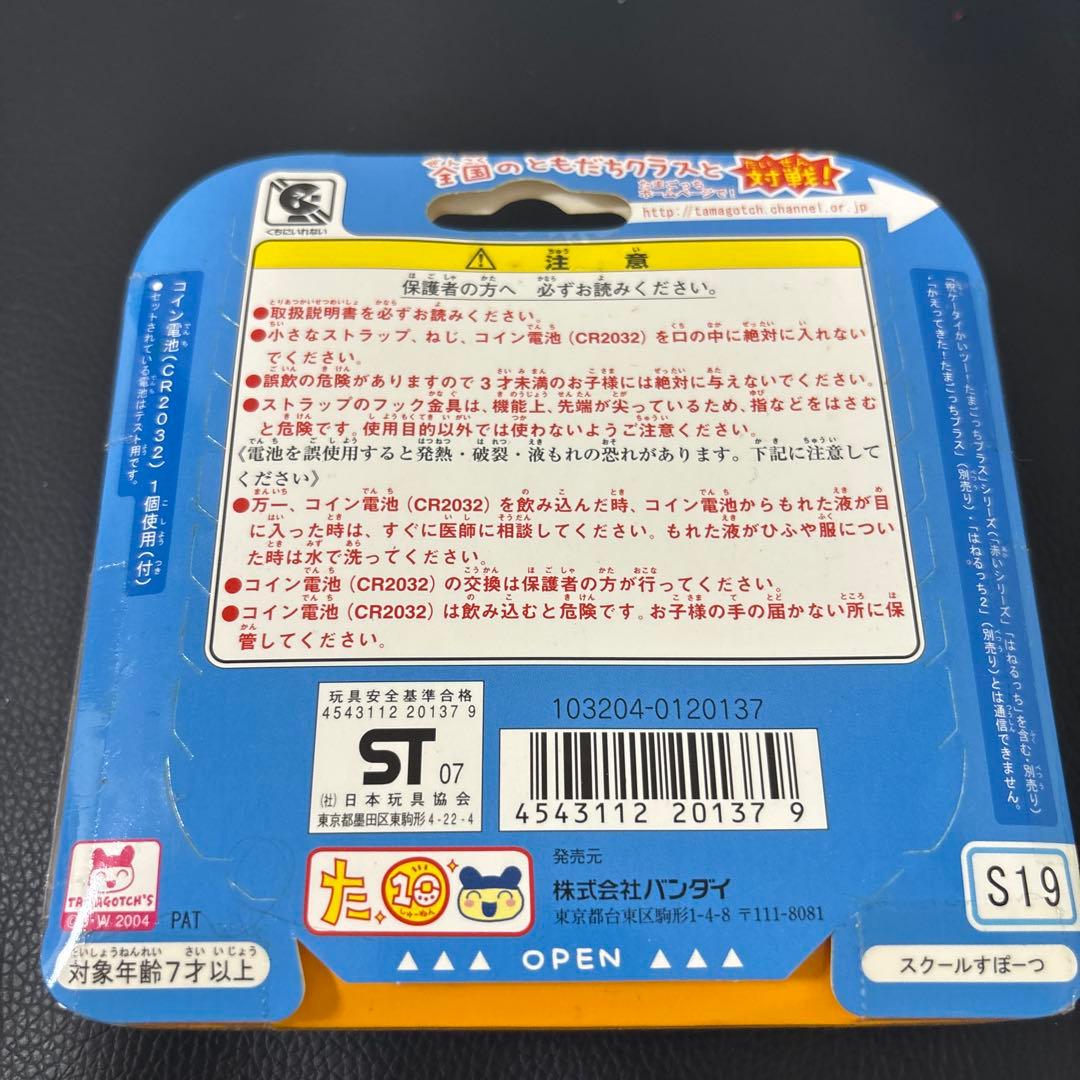 全国のともだちクラスと対戦!
たまごっちホームページで!
http://tamagotch.channel.or.jp
くちにいれない
注意
保護者の方へ 必ずお読みください。
●取扱説明書を必ずお読みください。
●小さなストラップ、ねじ、コイン電池(CR2032)を口の中に絶対に入れない
でください。
●誤飲の危険がありますので3才未満のお子様には絶対に与えないでください。
●ストラップのフック金具は、機能上、先端が尖っているため、指などをはさむ
と危険です。使用目的以外では使わないようご注意ください。
《電池を誤使用すると発熱・破裂・液もれの恐れがあります。下記に注意して
ください》
●万一、コイン電池(CR2032)を飲み込んだ時、コイン電池からもれた液が目
に入った時は、すぐに医師に相談してください。もれた液がひふや服につい
た時は水で洗ってください。
●コイン電池(CR2032)の交換は保護者の方が行ってください。
●コイン電池(CR2032)は飲み込むと危険です。お子様の手の届かない所に保
管してください。
コイン電池(CR2032)1個使用(付)
●セットされている電池はテスト用です。
「祝ケータイかいツー!たまごっちプラス」シリーズ(「赤いシリーズ」「はねるっち」を含む・別売り)
「かえってきた!たまごっちプラス」(別売り)・「はねるっち2」(別売り)とは通信できません。
玩具安全基準合格
4543112 20137 9
ST 07
(社)日本玩具協会
東京都墨田区東駒形4-22-4
103204-0120137
4543112 201379
TAMAGOTCH'S
©J-W 2004
PAT
た。10しゅーねん
発売元
株式会社バンダイ
東京都台東区駒形1-4-8 〒111-8081
S19
対象年齢7才以上
▲▲▲ OPEN ▲▲▲
スクールすぽーつ